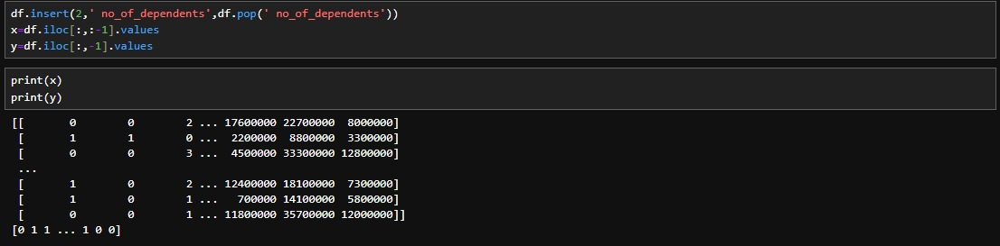 df.insert(2,' no_of_dependents',df.pop(' no_of_dependents'))
x=df.iloc[:,:-1].values
y=df.iloc[:,-1].values
print(x)
print(y)
[[       0        0        2 ... 17600000 22700000  8000000]
 [       1        1        0 ...  2200000  8800000  3300000]
 [       0        0        3 ...  4500000 33300000 12800000]
 ...
 [       1        0        2 ... 12400000 18100000  7300000]
 [       1        0        1 ...   700000 14100000  5800000]
 [       0        0        1 ... 11800000 35700000 12000000]]
[0 1 1 ... 1 0 0]